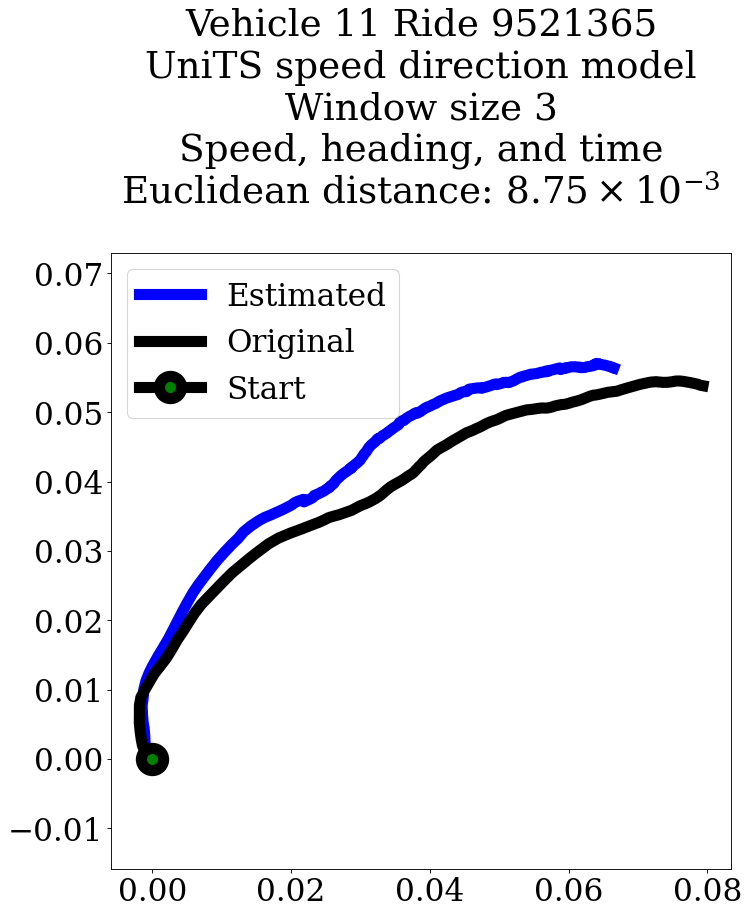 Vehicle 11 Ride 9521365
UniTS speed direction model
Window size 3
Speed, heading, and time
Euclidean distance: 8.75 × 10⁻³
Estimated
Original
Start
0.07
0.06
0.05
0.04
0.03
0.02
0.01
0.00
−0.01
0.00 0.02 0.04 0.06 0.08